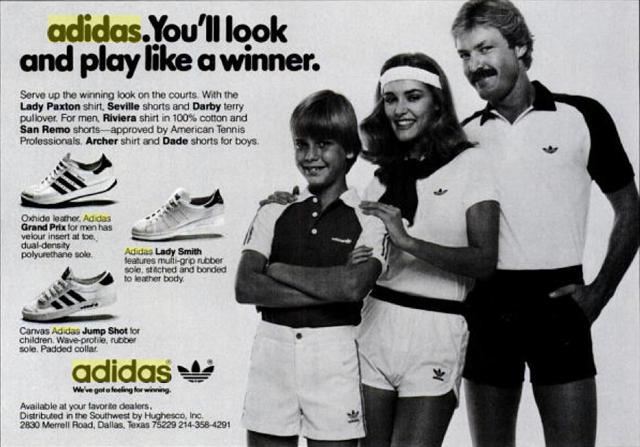 adidas. You'll look
and play like a winner.
Serve up the winning look on the courts. With the
Lady Paxton shirt, Seville shorts and Darby terry
pullover. For men, Riviera shirt in 100% cotton and
San Remo shorts—approved by American Tennis
Professionals. Archer shirt and Dade shorts for boys.
Oxhide leather, Adidas
Grand Prix for men has
velour insert at toe,
dual-density
polyurethane sole.
Adidas Lady Smith
features multi-grip rubber
sole, stitched and bonded
to leather body.
Canvas Adidas Jump Shot for
children. Wave-profile, rubber
sole. Padded collar.
adidas®
We've got a feeling for winning.
Available at your favorite dealers.
Distributed in the Southwest by Hughesco, Inc.
2830 Merrell Road, Dallas, Texas 75229 214-358-4291